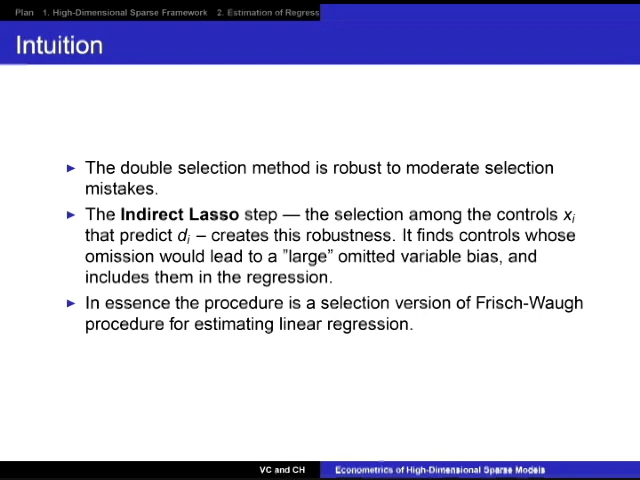 Plan 1. High-Dimensional Sparse Framework 2. Estimation of Regress
Intuition
► The double selection method is robust to moderate selection
mistakes.
► The Indirect Lasso step — the selection among the controls xi
that predict di – creates this robustness. It finds controls whose
omission would lead to a "large" omitted variable bias, and
includes them in the regression.
► In essence the procedure is a selection version of Frisch-Waugh
procedure for estimating linear regression.
VC and CH Econometrics of High-Dimensional Sparse Models